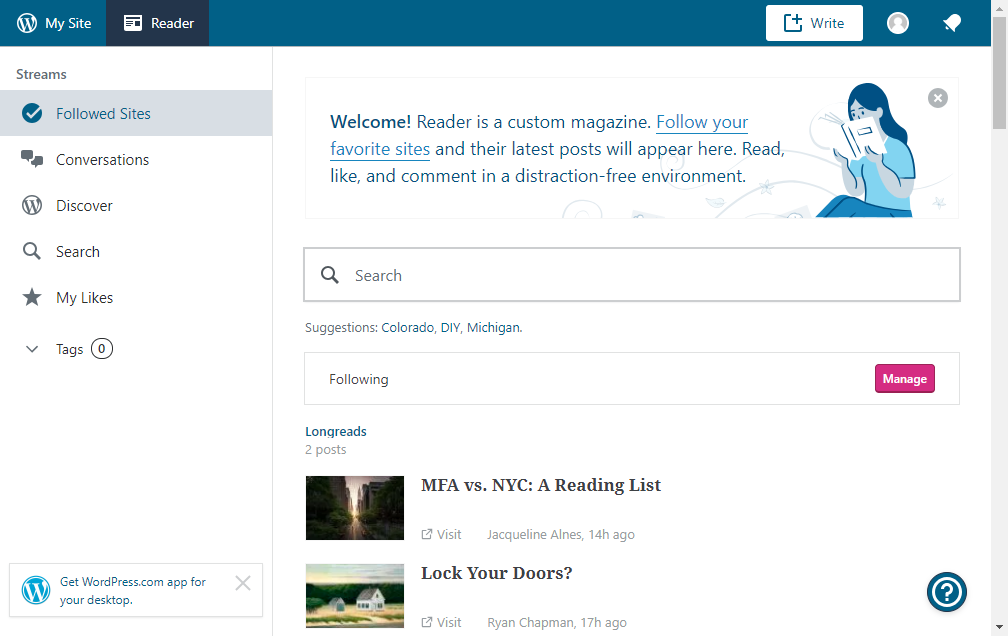 My Site
Reader
Write
Streams
Followed Sites
Conversations
Discover
Search
My Likes
Tags 0
Get WordPress.com app for
your desktop.
Welcome! Reader is a custom magazine. Follow your
favorite sites and their latest posts will appear here. Read,
like, and comment in a distraction-free environment.
Search
Suggestions: Colorado, DIY, Michigan.
Following
Manage
Longreads
2 posts
MFA vs. NYC: A Reading List
Visit Jacqueline Alnes, 14h ago
Lock Your Doors?
Visit Ryan Chapman, 17h ago